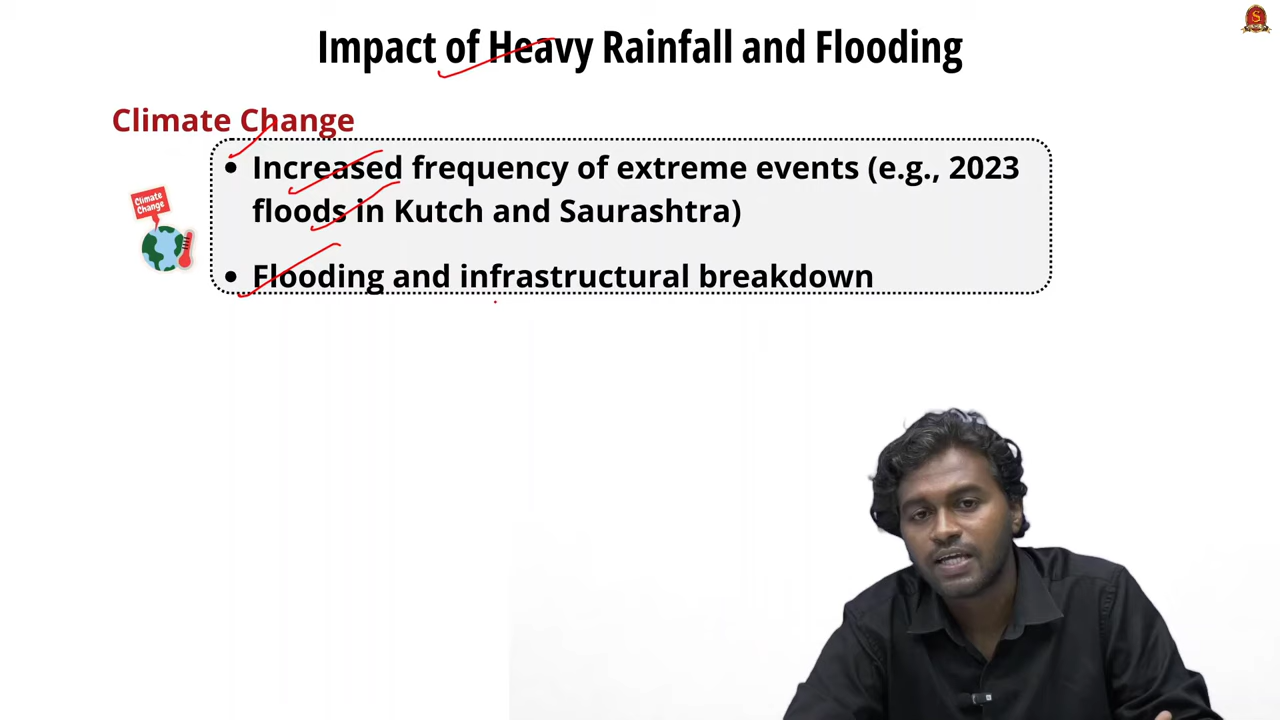 Impact of Heavy Rainfall and Flooding
Climate Change
• Increased frequency of extreme events (e.g., 2023
floods in Kutch and Saurashtra)
Climate
Change
• Flooding and infrastructural breakdown
S